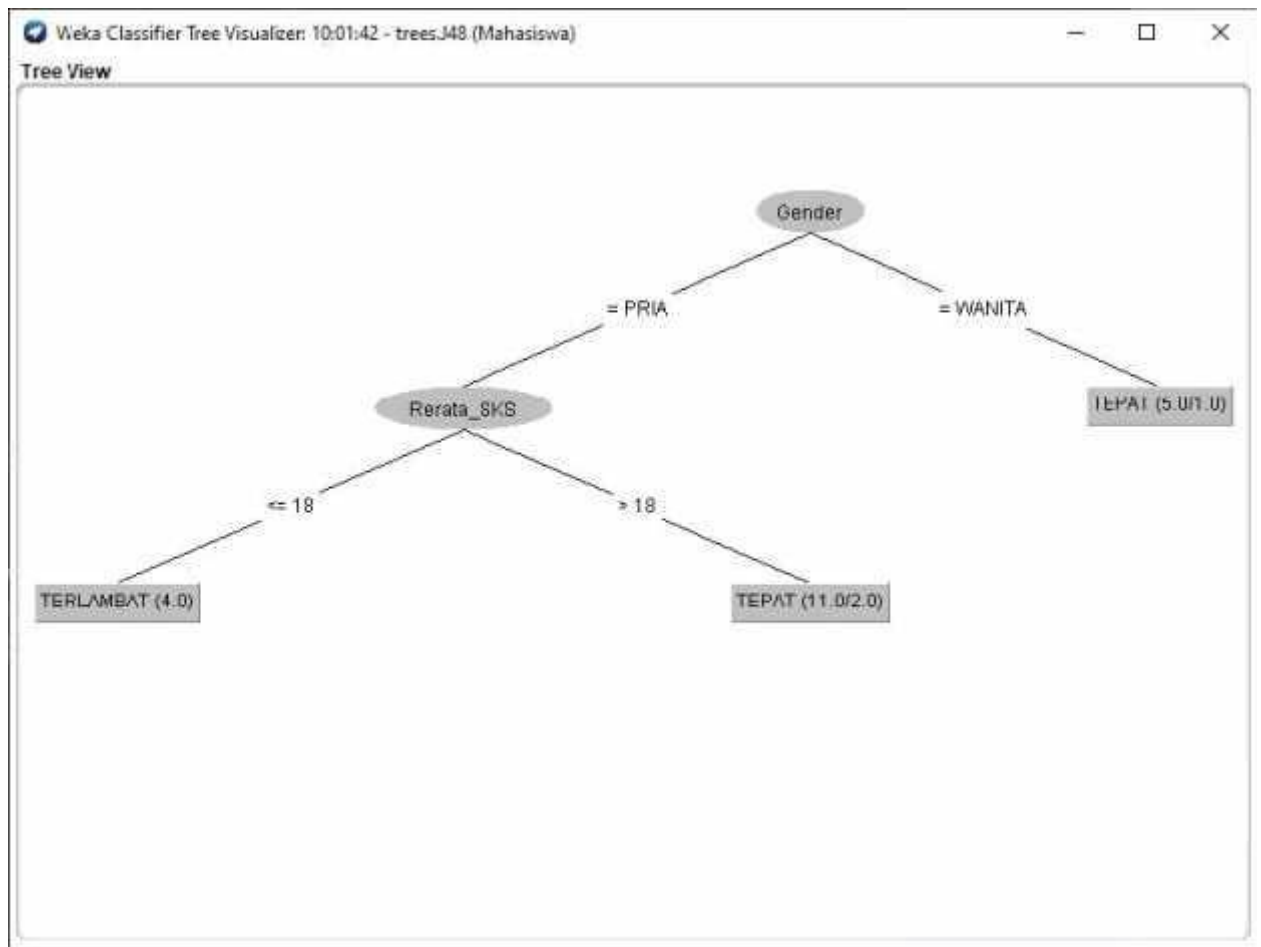 Weka Classifier Tree Visualizer: 10:01:42 - trees.J48 (Mahasiswa)
Tree View
Gender
= PRIA
= WANITA
Rerata_SKS
TEPAT (5.0/1.0)
<= 18
> 18
TERLAMBAT (4.0)
TEPAT (11.0/2.0)